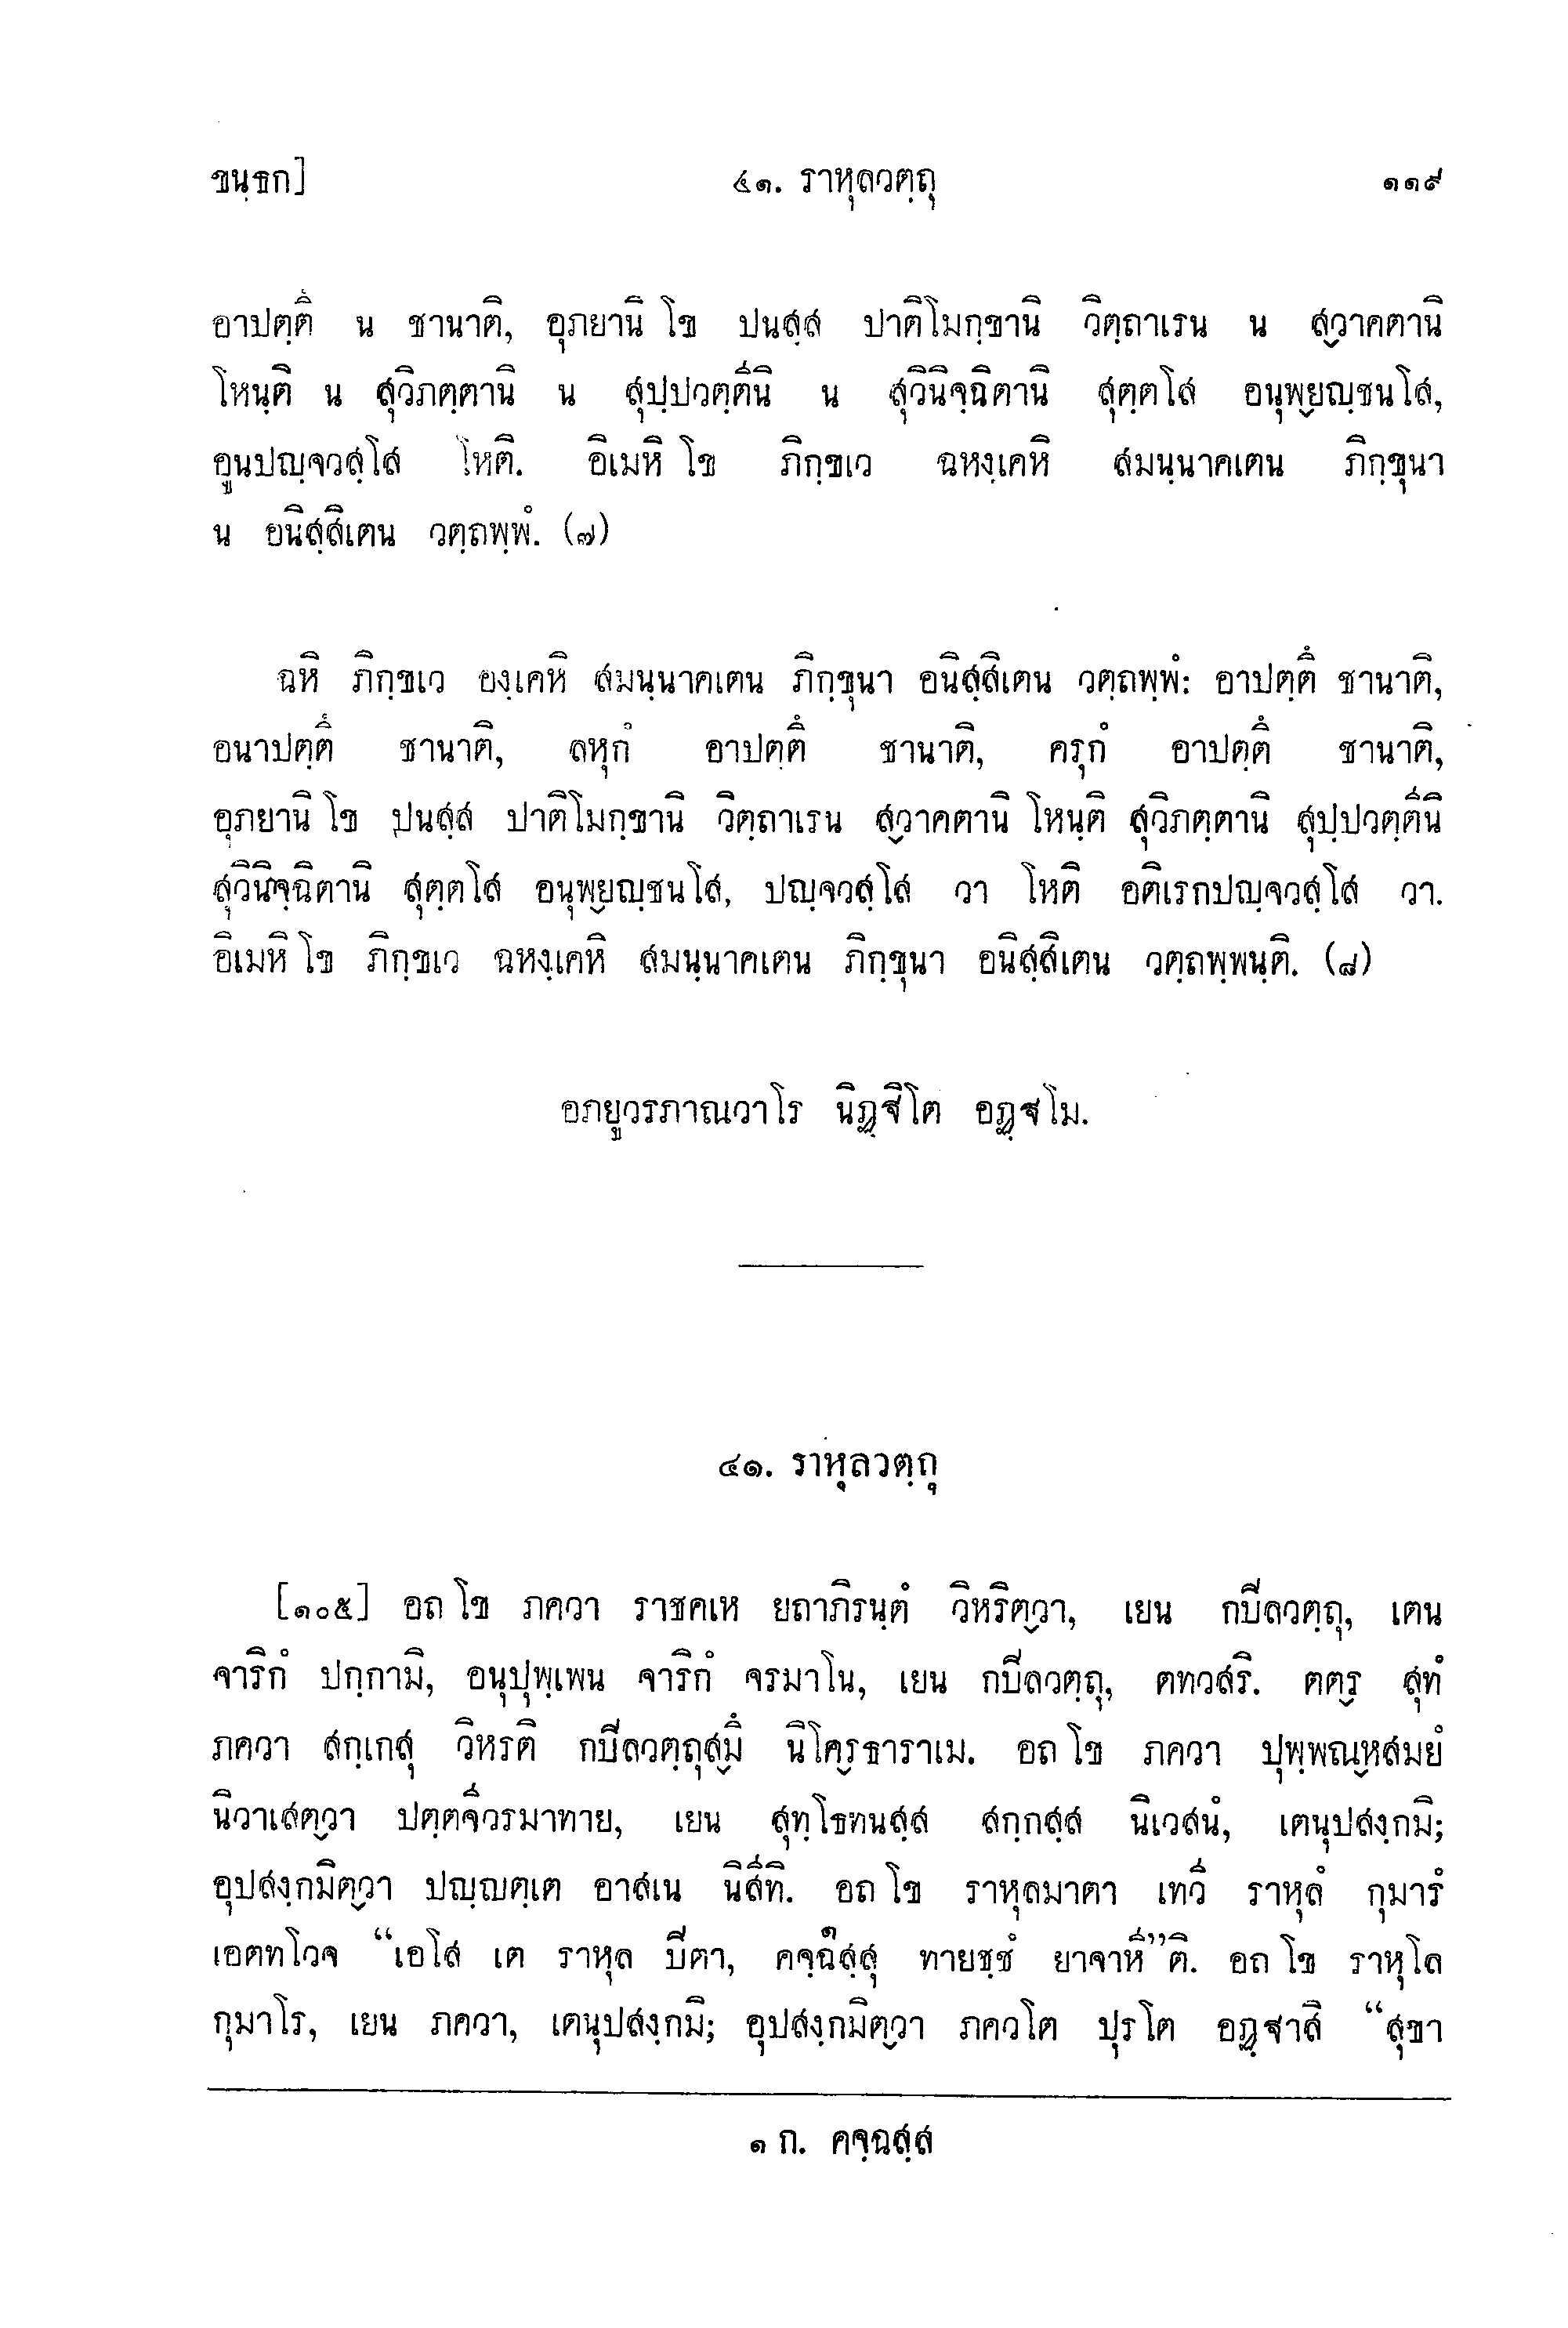 ขนฺธก] ๔๑. ราหุลวตฺถุ ๑๑๙
อาปตฺตึ น ชานาติ, อุภยานิ โข ปนสฺส ปาติโมกฺขานิ วิตฺถาเรน น สฺวาคตานิ
โหนฺติ น สุวิภตฺตานิ น สุปฺปวตฺตีนิ น สุวินิจฺฉิตานิ สุตฺตโส อนุพฺยญฺชนโส,
อูนปญฺจวสฺโส โหติ. อิเมหิ โข ภิกฺขเว ฉหงฺเคหิ สมนฺนาคเตน ภิกฺขุนา
น อนิสฺสิเตน วตฺถพฺพํ. (๗)
ฉหิ ภิกฺขเว องฺเคหิ สมนฺนาคเตน ภิกฺขุนา อนิสฺสิเตน วตฺถพฺพํ: อาปตฺตึ ชานาติ,
อนาปตฺตึ ชานาติ, ลหุกํ อาปตฺตึ ชานาติ, ครุกํ อาปตฺตึ ชานาติ,
อุภยานิ โข ปนสฺส ปาติโมกฺขานิ วิตฺถาเรน สฺวาคตานิ โหนฺติ สุวิภตฺตานิ สุปฺปวตฺตีนิ
สุวินิจฺฉิตานิ สุตฺตโส อนุพฺยญฺชนโส, ปญฺจวสฺโส วา โหติ อติเรกปญฺจวสฺโส วา.
อิเมหิ โข ภิกฺขเว ฉหงฺเคหิ สมนฺนาคเตน ภิกฺขุนา อนิสฺสิเตน วตฺถพฺพนฺติ. (๘)
อภยูวรภาณวาโร นิฏฺฐิโต อฏฺฐโม.
๔๑. ราหุลวตฺถุ
[๑๐๕] อถ โข ภควา ราชคเห ยถาภิรนฺตํ วิหริตฺวา, เยน กปิลวตฺถุ, เตน
จาริกํ ปกฺกามิ, อนุปุพฺเพน จาริกํ จรมาโน, เยน กปิลวตฺถุ, ตทวสริ. ตตฺร สุทํ
ภควา สกฺเกสุ วิหรติ กปิลวตฺถุสฺมึ นิโคฺรธาราเม. อถ โข ภควา ปุพฺพณฺหสมยํ
นิวาเสตฺวา ปตฺตจีวรมาทาย, เยน สุทฺโธทนสฺส สกฺกสฺส นิเวสนํ, เตนุปสงฺกมิ;
อุปสงฺกมิตฺวา ปญฺญตฺเต อาสเน นิสีทิ. อถ โข ราหุลมาตา เทวี ราหุลํ กุมารํ
เอตทโวจ “เอโส เต ราหุล ปิตา, คจฺฉสฺสุ๑ ทายชฺชํ ยาจาหี”ติ. อถ โข ราหุโล
กุมาโร, เยน ภควา, เตนุปสงฺกมิ; อุปสงฺกมิตฺวา ภควโต ปุรโต อฏฺฐาสิ “สุขา
๑ ก. คจฺฉสฺส